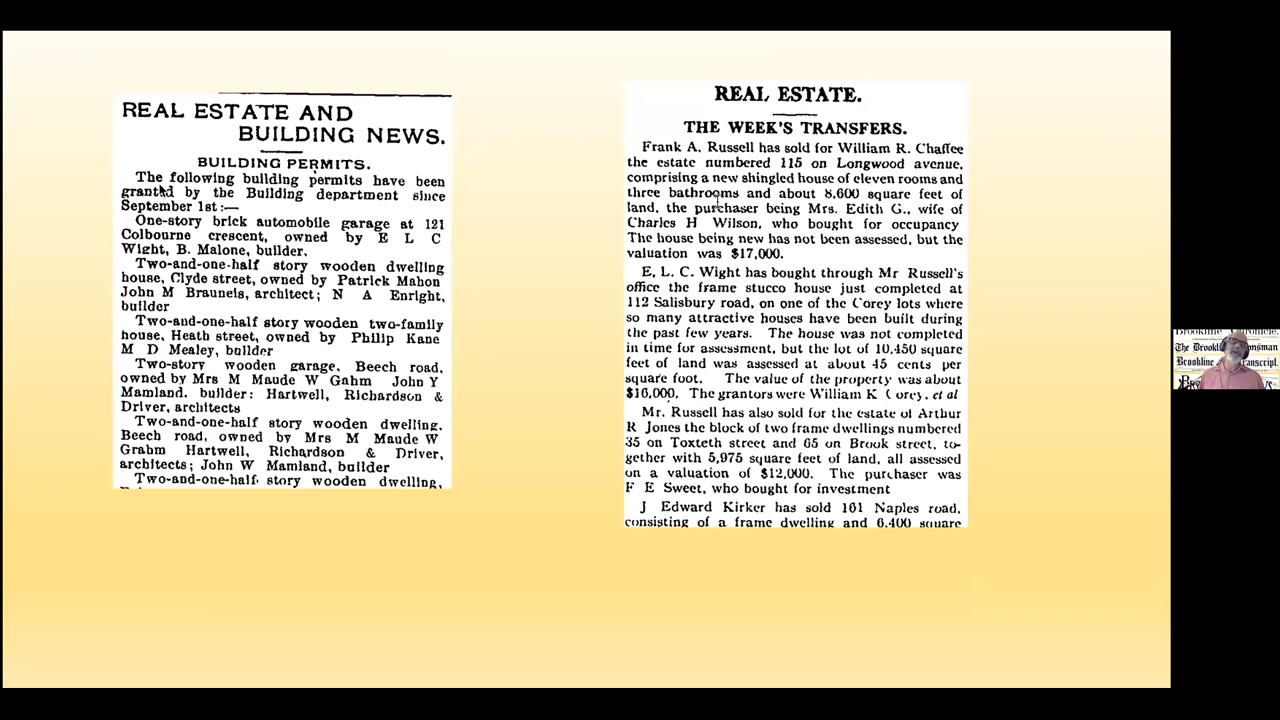 REAL ESTATE AND
BUILDING NEWS.
BUILDING PERMITS.
The following building permits have been
granted by the Building department since
September 1st:—
One-story brick automobile garage at 121
Colbourne crescent, owned by E L C
Wight, B. Malone, builder.
Two-and-one-half story wooden dwelling
house, Clyde street, owned by Patrick Mahon
John M Brauneis, architect; N A Enright,
builder
Two-and-one-half story wooden two-family
house, Heath street, owned by Philip Kane
M D Mealey, builder
Two-story wooden garage, Beech road,
owned by Mrs M Maude W Gahm John Y
Mamland, builder: Hartwell, Richardson &
Driver, architects
Two-and-one-half story wooden dwelling.
Beech road, owned by Mrs M Maude W
Grahm Hartwell, Richardson & Driver,
architects; John W Mamland, builder
Two-and-one-half story wooden dwelling,
REAL ESTATE.
THE WEEK'S TRANSFERS.
Frank A. Russell has sold for William R. Chaffee
the estate numbered 115 on Longwood avenue,
comprising a new shingled house of eleven rooms and
three bathrooms and about 8,600 square feet of
land, the purchaser being Mrs. Edith G., wife of
Charles H Wilson, who bought for occupancy
The house being new has not been assessed, but the
valuation was $17,000.
E, L. C. Wight has bought through Mr Russell's
office the frame stucco house just completed at
112 Salisbury road, on one of the Corey lots where
so many attractive houses have been built during
the past few years. The house was not completed
in time for assessment, but the lot of 10,450 square
feet of land was assessed at about 45 cents per
square foot. The value of the property was about
$16,000. The grantors were William K Corey, et al
Mr. Russell has also sold for the estate of Arthur
R Jones the block of two frame dwellings numbered
35 on Toxteth street and 65 on Brook street, to-
gether with 5,975 square feet of land, all assessed
on a valuation of $12,000. The purchaser was
F E Sweet, who bought for investment
J Edward Kirker has sold 161 Naples road,
consisting of a frame dwelling and 6,400 square
Brookline Chronicle.
The Brookl
Brookline